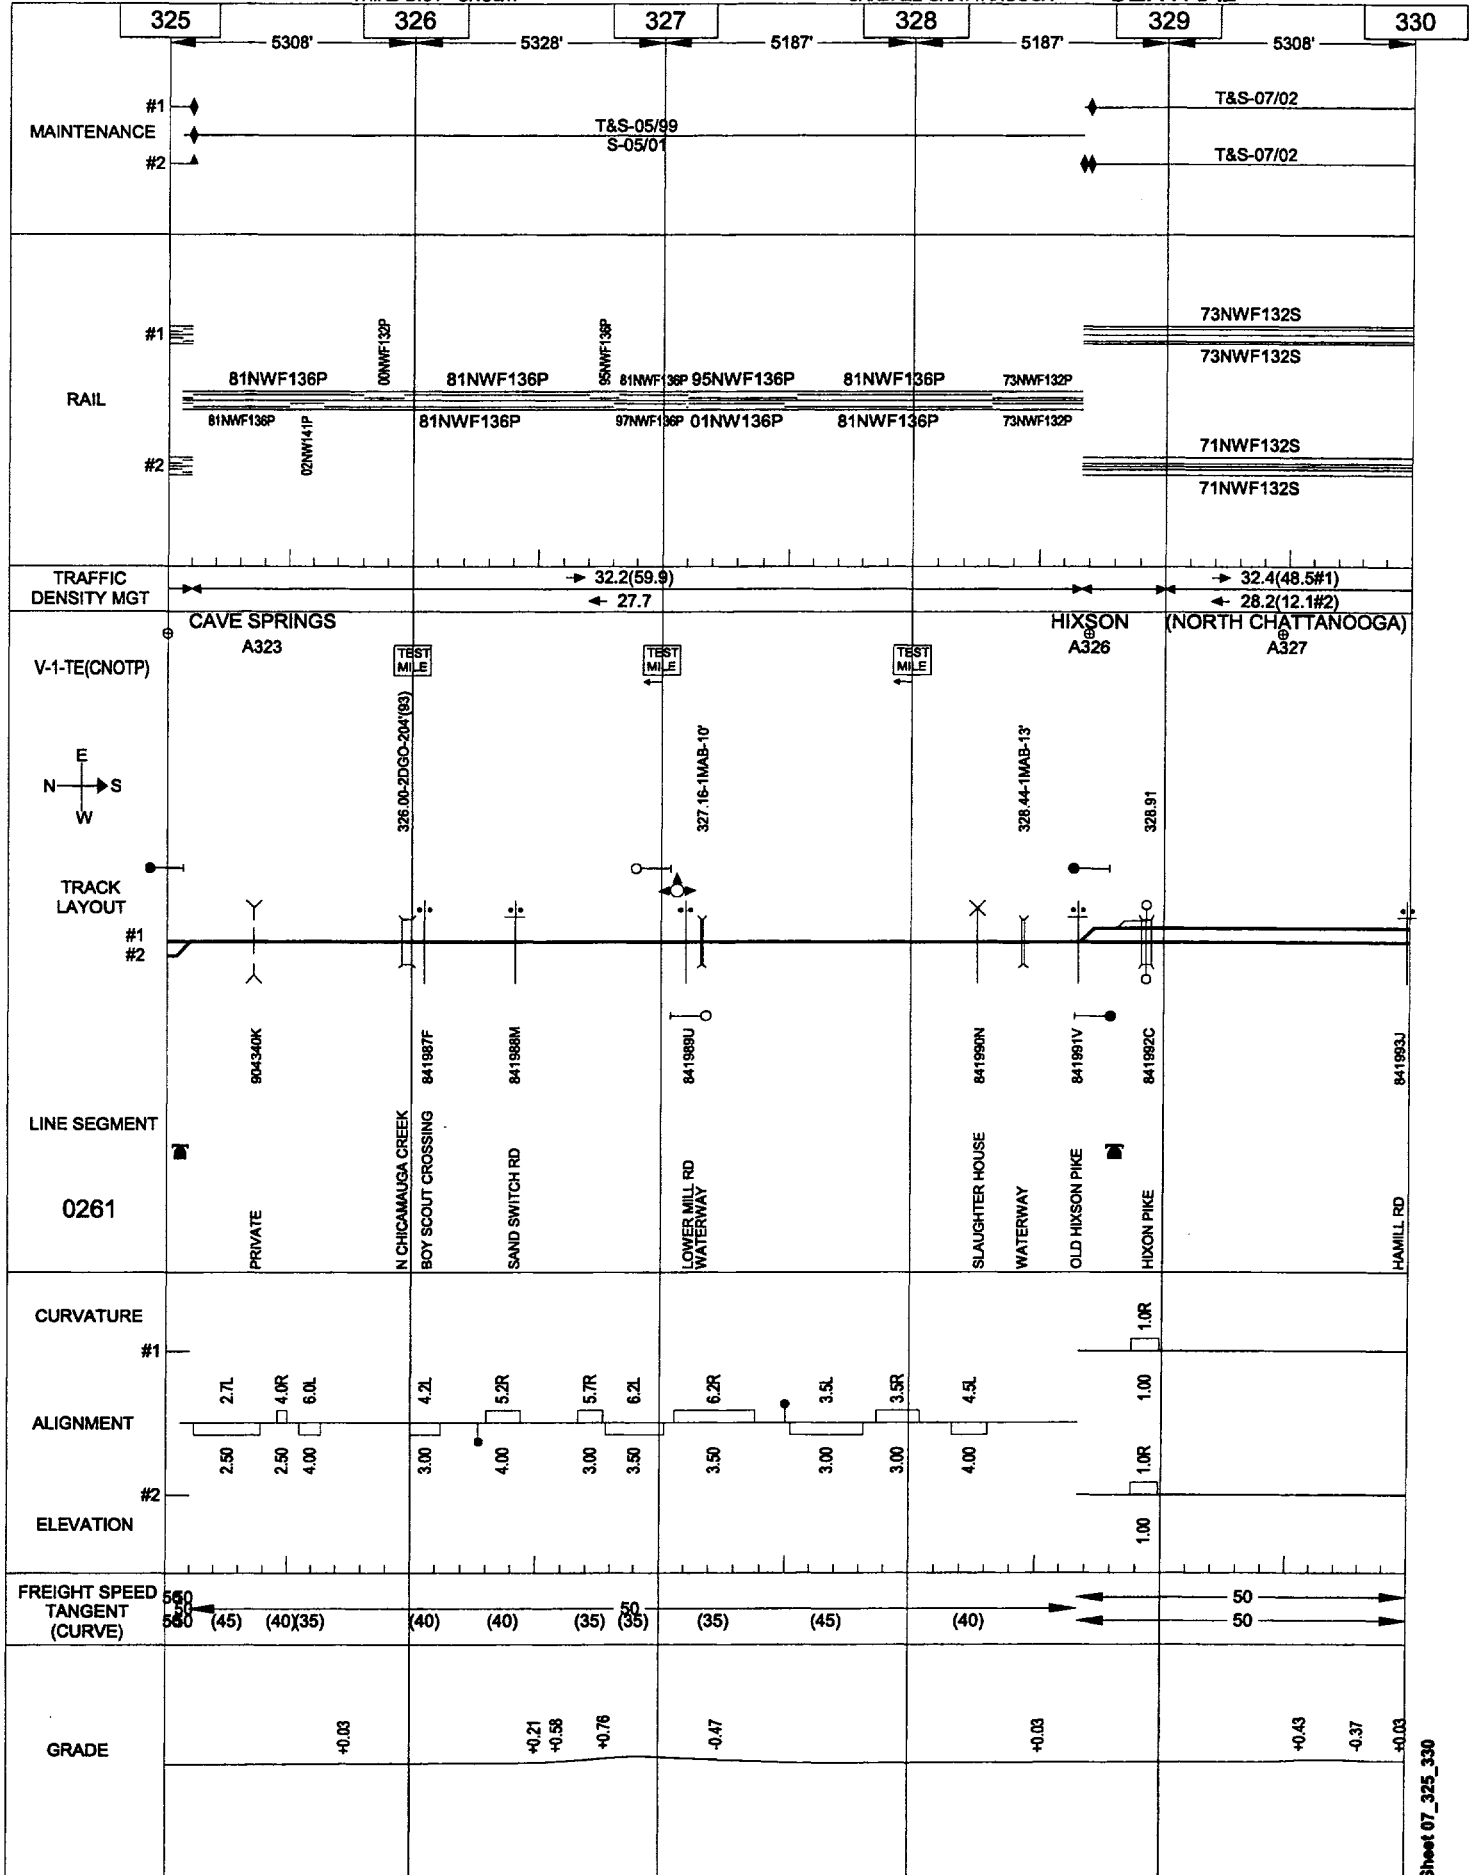 325 326 327 328 329 330
5308' 5328' 5187' 5187' 5308'
#1 T&S-07/02
MAINTENANCE T&S-05/99
S-05/01
#2 T&S-07/02
#1 73NWF132S
73NWF132S
00NWF132P 95NWF136P
81NWF136P 81NWF136P 81NWF136P 95NWF136P 81NWF136P 73NWF132P
RAIL
81NWF136P 81NWF136P 97NWF136P 01NW136P 81NWF136P 73NWF132P
02NW141P
#2 71NWF132S
71NWF132S
TRAFFIC
DENSITY MGT
32.2(59.9) 32.4(48.5#1)
27.7 28.2(12.1#2)
CAVE SPRINGS HIXSON (NORTH CHATTANOOGA)
A323 A326 A327
V-1-TE(CNOTP)
TEST
MILE
TEST
MILE
TEST
MILE
326.00-2DGO-204'(93)
327.16-1MAB-10'
328.44-1MAB-13'
328.91
E
N S
W
TRACK
LAYOUT
#1
#2
904340K
841987F
841988M
841989U
841990N
841991V
841992C
841993J
LINE SEGMENT
0261
PRIVATE
N CHICAMAUGA CREEK
BOY SCOUT CROSSING
SAND SWITCH RD
LOWER MILL RD
WATERWAY
SLAUGHTER HOUSE
WATERWAY
OLD HIXSON PIKE
HIXON PIKE
HAMILL RD
CURVATURE
#1 1.0R
1.00
2.7L 4.0R 6.0L 4.2L 5.2R 5.7R 6.2L 6.2R 3.5L 3.5R 4.5L
ALIGNMENT
2.50 2.50 4.00 3.00 4.00 3.00 3.50 3.50 3.00 3.00 4.00
#2 1.0R
1.00
ELEVATION
FREIGHT SPEED
TANGENT
(CURVE)
50 50 50 50
(45) (40)(35) (40) (40) (35) (35) (35) (45) (40)
GRADE
+0.03 +0.21 +0.58 +0.76 -0.47 +0.03 +0.43 -0.37 +0.03
Sheet 07_325_330